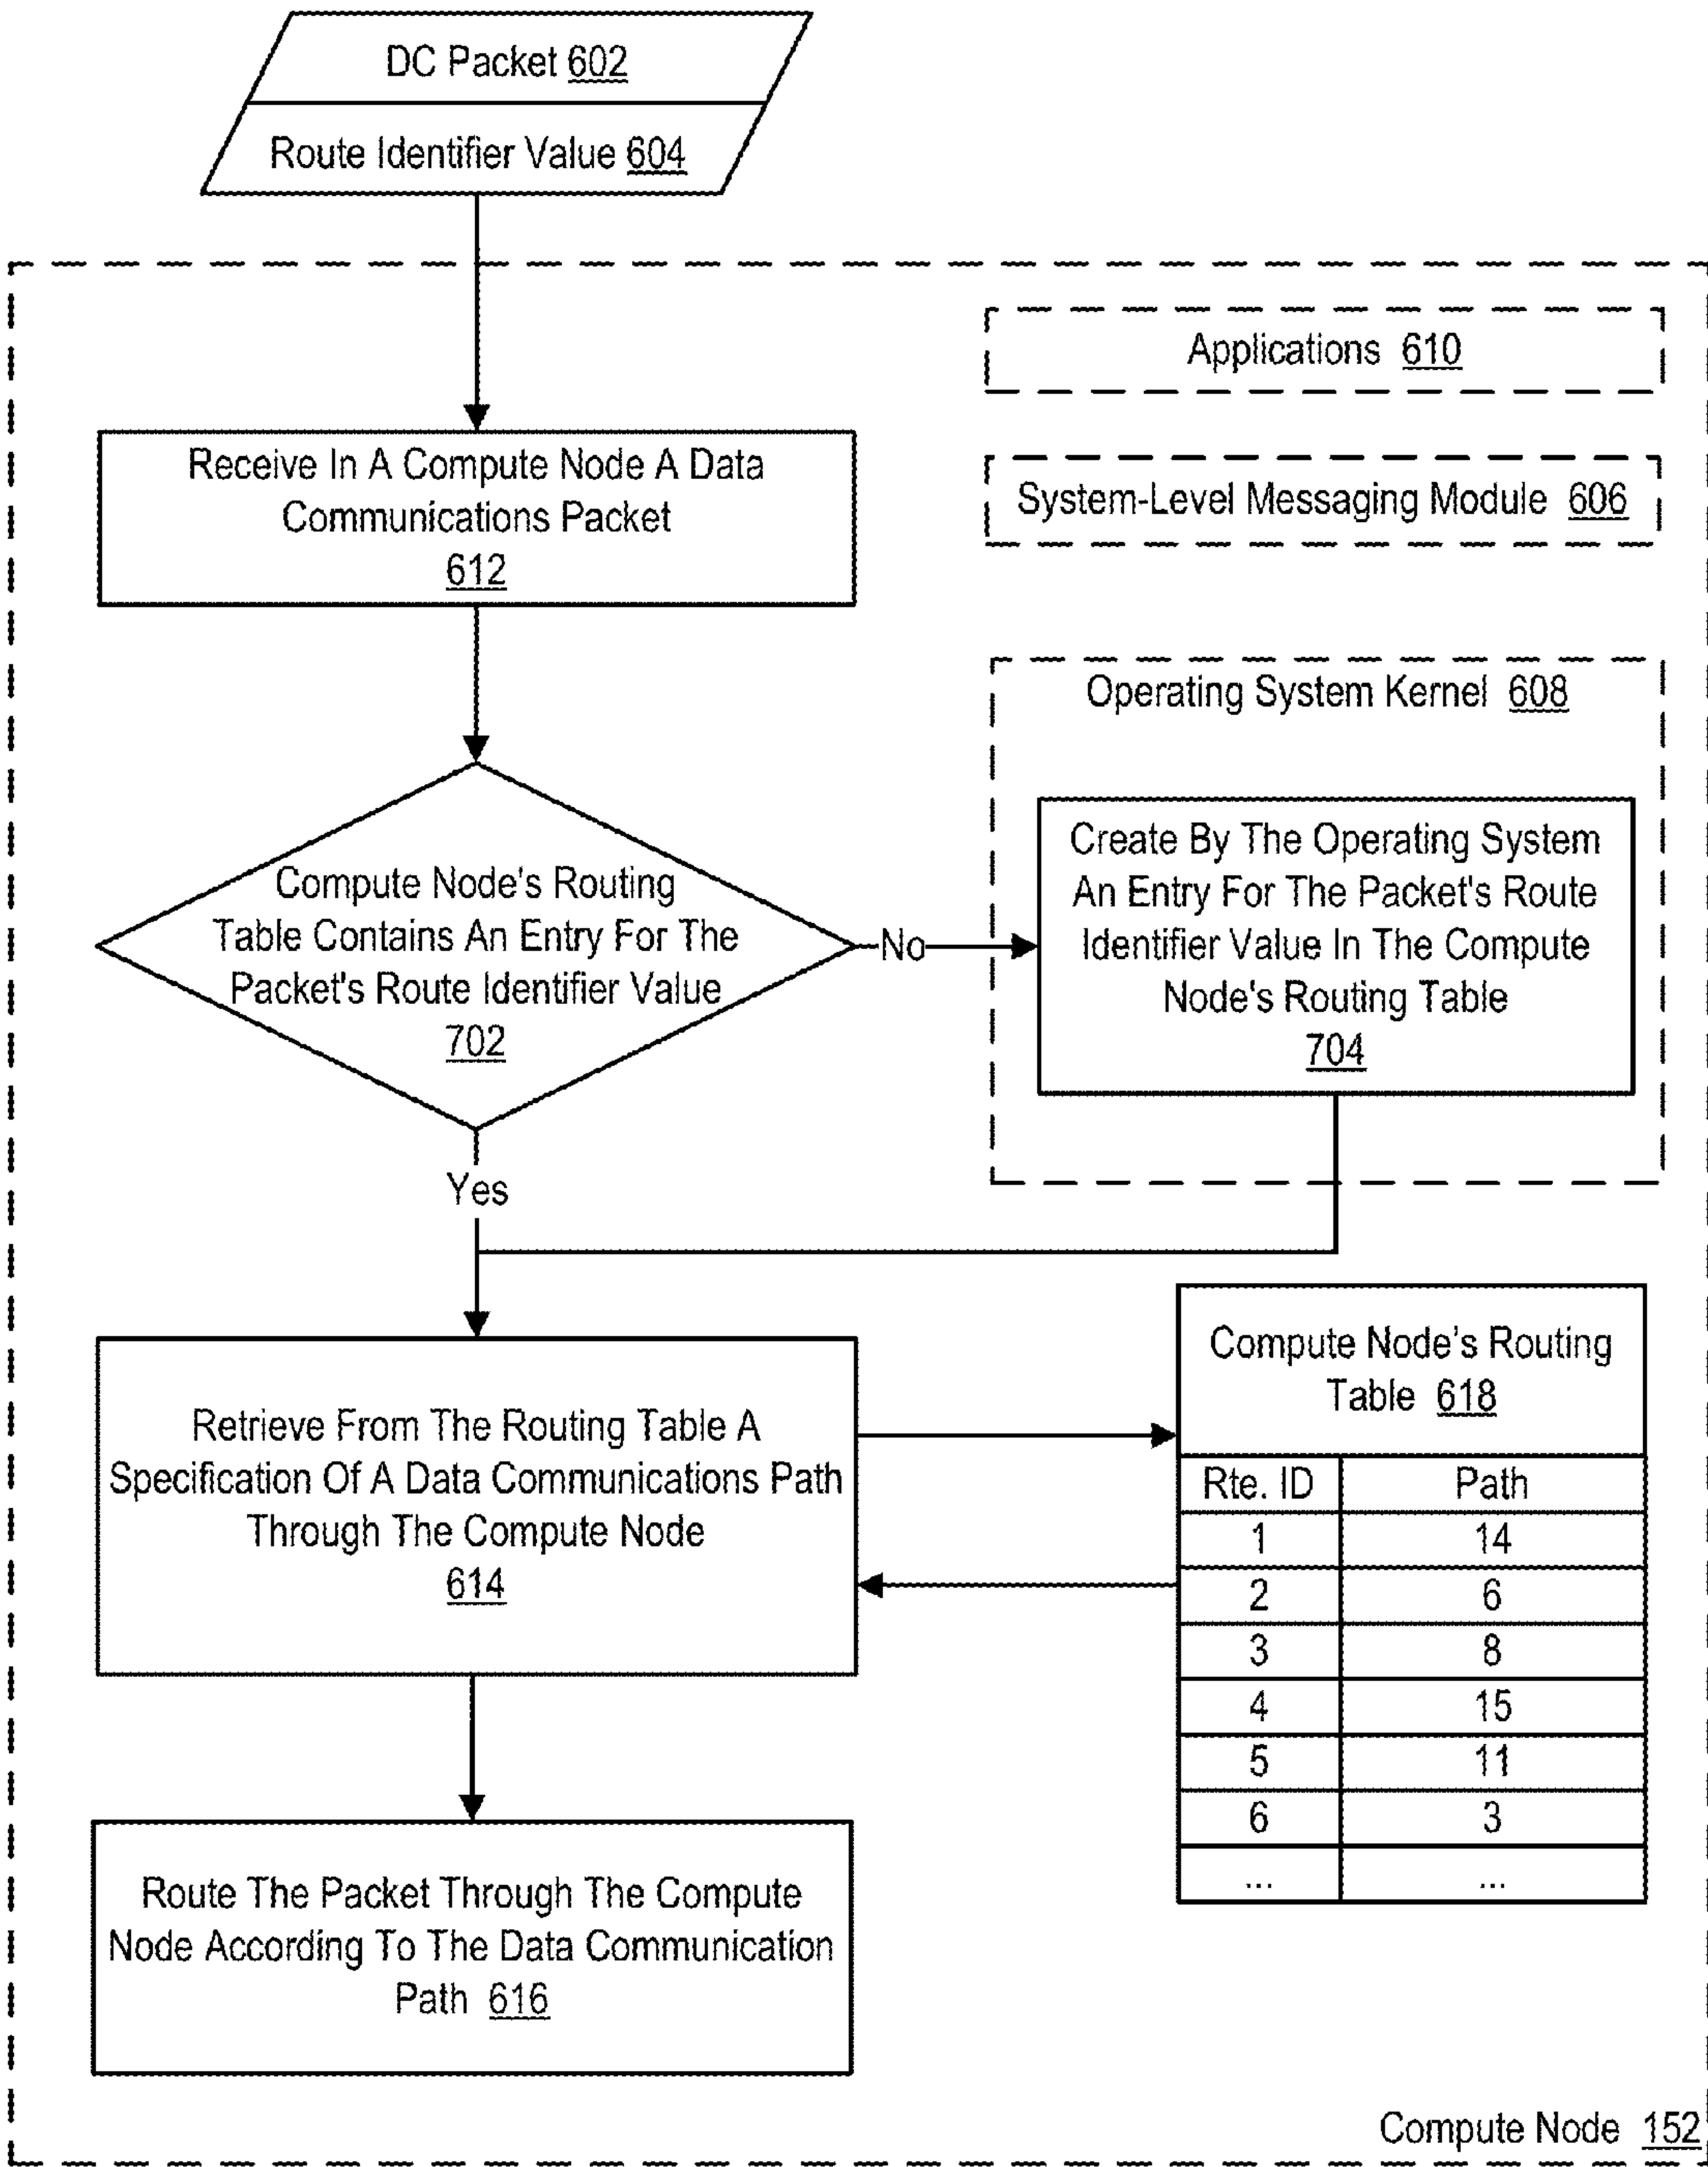 DC Packet 602
Route Identifier Value 604
Applications 610
Receive In A Compute Node A Data
Communications Packet
612
System-Level Messaging Module 606
Operating System Kernel 608
Compute Node's Routing
Table Contains An Entry For The
Packet's Route Identifier Value
702
No
Create By The Operating System
An Entry For The Packet's Route
Identifier Value In The Compute
Node's Routing Table
704
Yes
Retrieve From The Routing Table A
Specification Of A Data Communications Path
Through The Compute Node
614
Compute Node's Routing
Table 618
Rte. ID Path
1 14
2 6
3 8
4 15
5 11
6 3
... ...
Route The Packet Through The Compute
Node According To The Data Communication
Path 616
Compute Node 152